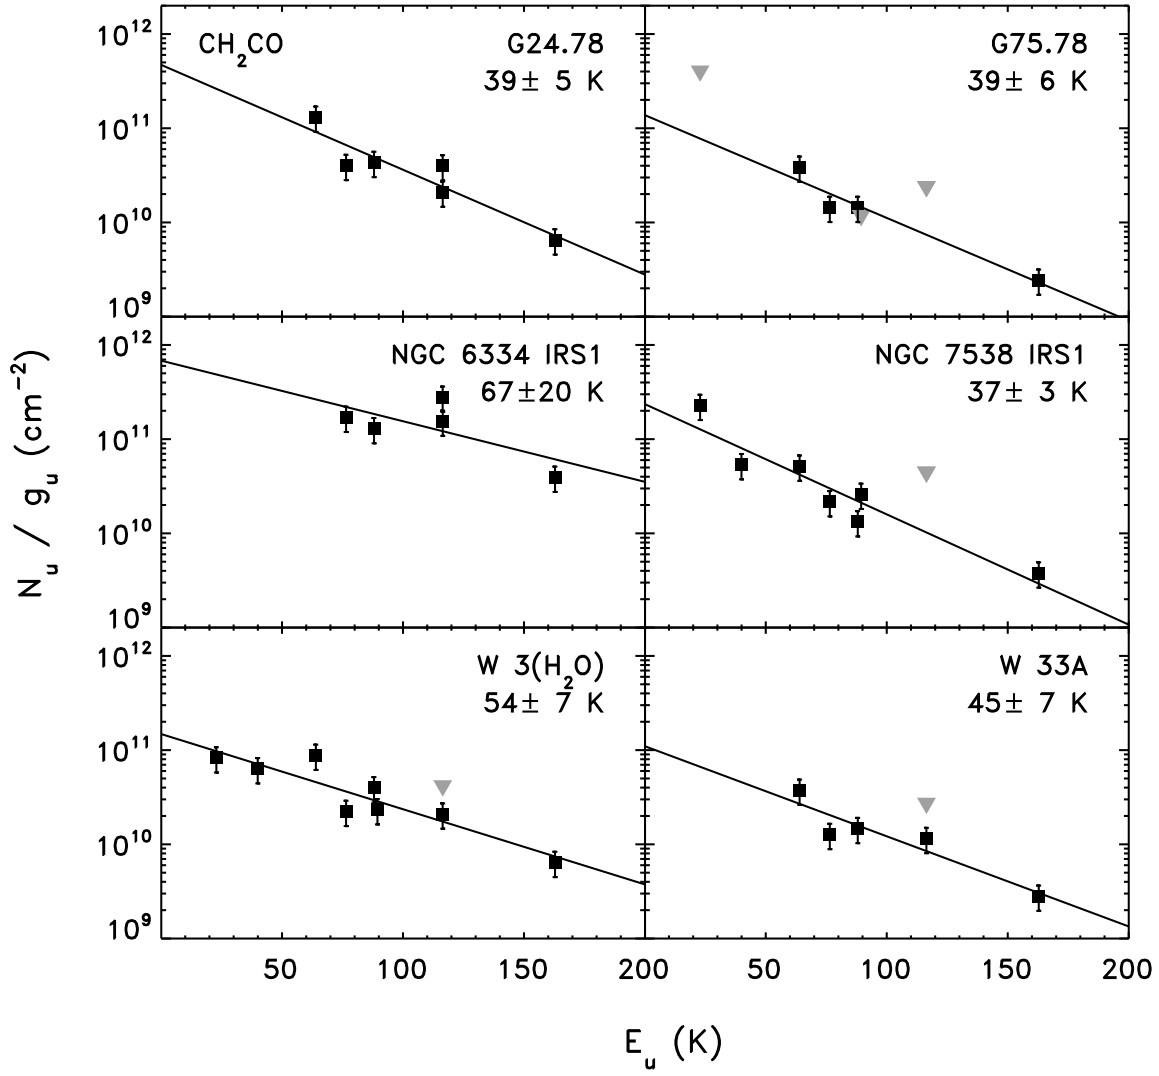 CH₂CO
G24.78
39± 5 K
10¹²
10¹¹
10¹⁰
10⁹
G75.78
39± 6 K
NGC 6334 IRS1
67±20 K
10¹²
10¹¹
10¹⁰
10⁹
NGC 7538 IRS1
37± 3 K
W 3(H₂O)
54± 7 K
10¹²
10¹¹
10¹⁰
10⁹
W 33A
45± 7 K
50 100 150 200 50 100 150 200
Nᵤ / gᵤ (cm⁻²)
Eᵤ (K)